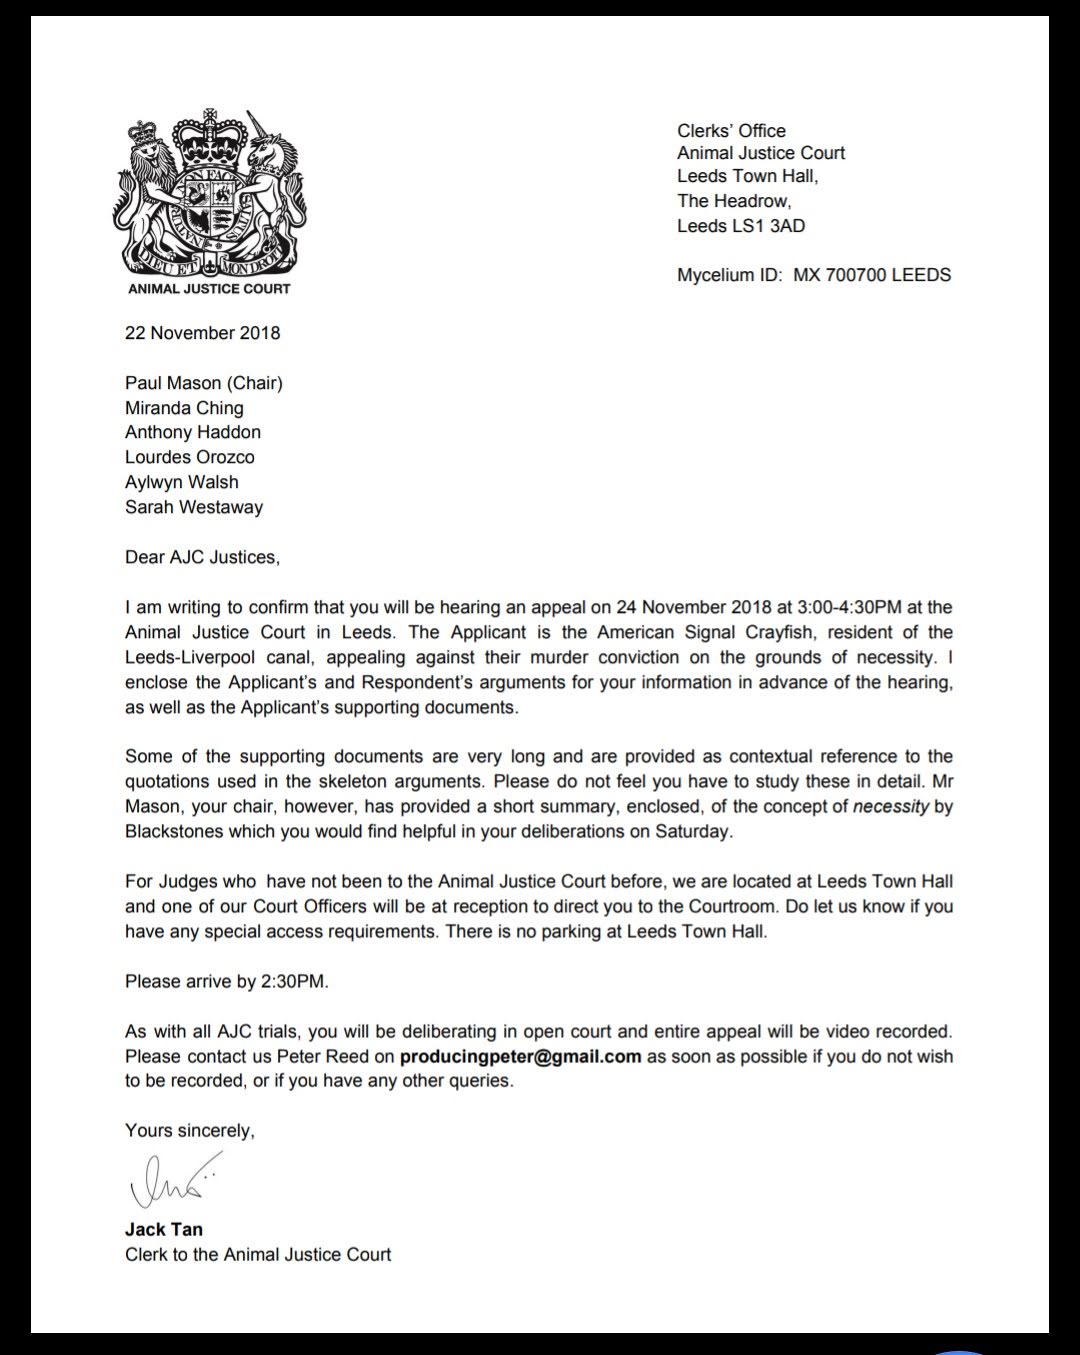 Clerks' Office
Animal Justice Court
Leeds Town Hall,
The Headrow,
Leeds LS1 3AD
Mycelium ID:  MX 700700 LEEDS
DIEU ET MON DROIT
ANIMAL JUSTICE COURT
22 November 2018
Paul Mason (Chair)
Miranda Ching
Anthony Haddon
Lourdes Orozco
Aylwyn Walsh
Sarah Westaway
Dear AJC Justices,
I am writing to confirm that you will be hearing an appeal on 24 November 2018 at 3:00-4:30PM at the
Animal Justice Court in Leeds. The Applicant is the American Signal Crayfish, resident of the
Leeds-Liverpool canal, appealing against their murder conviction on the grounds of necessity. I
enclose the Applicant's and Respondent's arguments for your information in advance of the hearing,
as well as the Applicant's supporting documents.
Some of the supporting documents are very long and are provided as contextual reference to the
quotations used in the skeleton arguments. Please do not feel you have to study these in detail. Mr
Mason, your chair, however, has provided a short summary, enclosed, of the concept of necessity by
Blackstones which you would find helpful in your deliberations on Saturday.
For Judges who  have not been to the Animal Justice Court before, we are located at Leeds Town Hall
and one of our Court Officers will be at reception to direct you to the Courtroom. Do let us know if you
have any special access requirements. There is no parking at Leeds Town Hall.
Please arrive by 2:30PM.
As with all AJC trials, you will be deliberating in open court and entire appeal will be video recorded.
Please contact us Peter Reed on producingpeter@gmail.com as soon as possible if you do not wish
to be recorded, or if you have any other queries.
Yours sincerely,
Jack Tan
Clerk to the Animal Justice Court